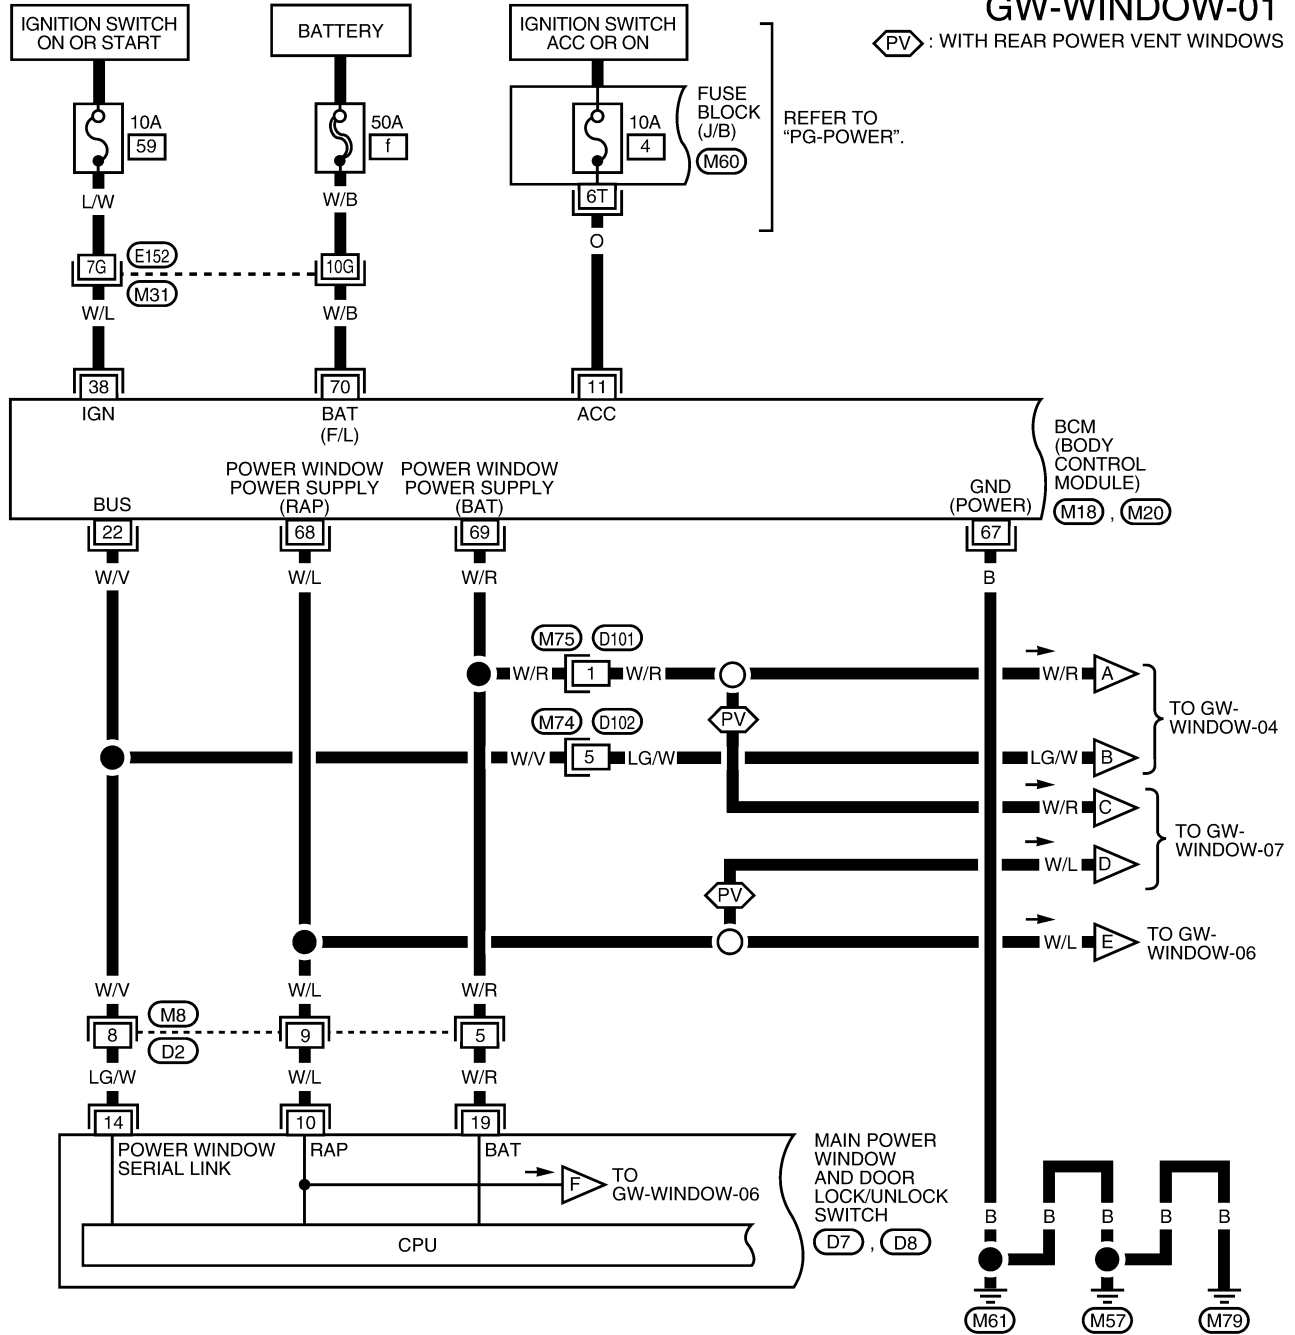 GW-WINDOW-01
PV : WITH REAR POWER VENT WINDOWS
IGNITION SWITCH
ON OR START
BATTERY
IGNITION SWITCH
ACC OR ON
10A
59
50A
f
10A
4
FUSE
BLOCK
(J/B)
M60
REFER TO
“PG-POWER”.
6T
L/W
W/B
O
7G
E152
M31
10G
W/L
W/B
38
70
11
IGN
BAT
(F/L)
ACC
BCM
(BODY
CONTROL
MODULE)
M18 , M20
BUS
POWER WINDOW
POWER SUPPLY
(RAP)
POWER WINDOW
POWER SUPPLY
(BAT)
GND
(POWER)
22
68
69
67
W/V
W/L
W/R
B
M75 D101
W/R 1 W/R
W/R A
PV
M74 D102
W/V 5 LG/W
LG/W B
TO GW-
WINDOW-04
W/R C
W/L D
TO GW-
WINDOW-07
PV
W/L E
TO GW-
WINDOW-06
W/V
W/L
W/R
M8
D2
8
9
5
LG/W
W/L
W/R
14
10
19
POWER WINDOW
SERIAL LINK
RAP
BAT
F
TO
GW-WINDOW-06
CPU
MAIN POWER
WINDOW
AND DOOR
LOCK/UNLOCK
SWITCH
D7 , D8
B B B B B
M61
M57
M79